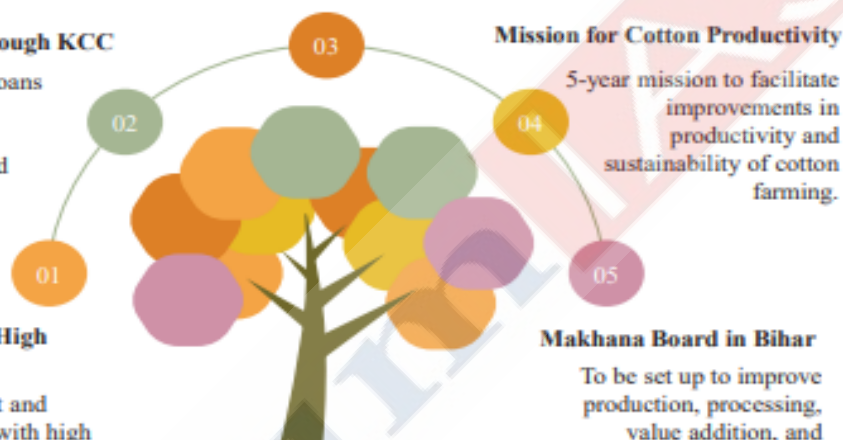 ough KCC
oans
d
03
Mission for Cotton Productivity
5-year mission to facilitate
improvements in
productivity and
sustainability of cotton
farming.
02
04
01
05
High
t and
with high
Makhana Board in Bihar
To be set up to improve
production, processing,
value addition, and